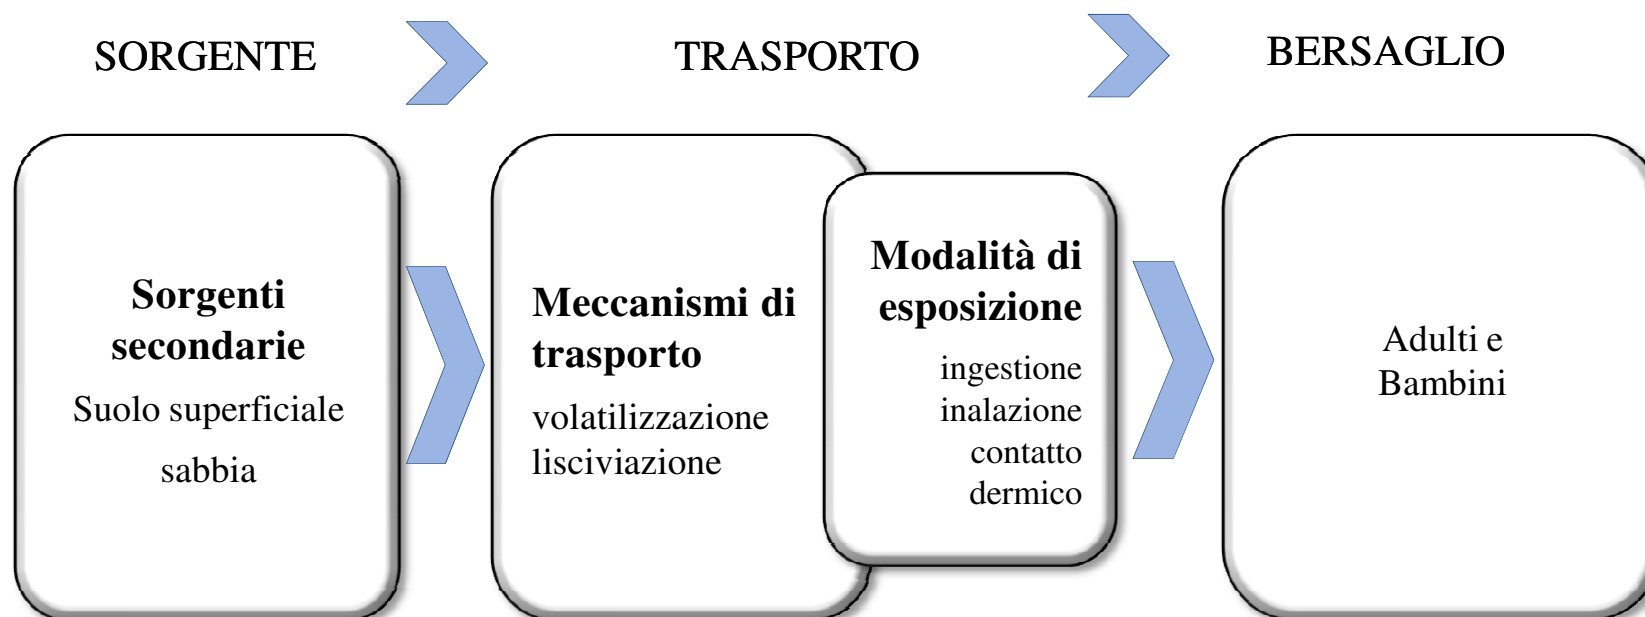 SORGENTE
TRASPORTO
BERSAGLIO
Sorgenti
secondarie
Suolo superficiale
sabbia
Meccanismi di
trasporto
volatilizzazione
lisciviazione
Modalità di
esposizione
ingestione
inalazione
contatto
dermico
Adulti e
Bambini